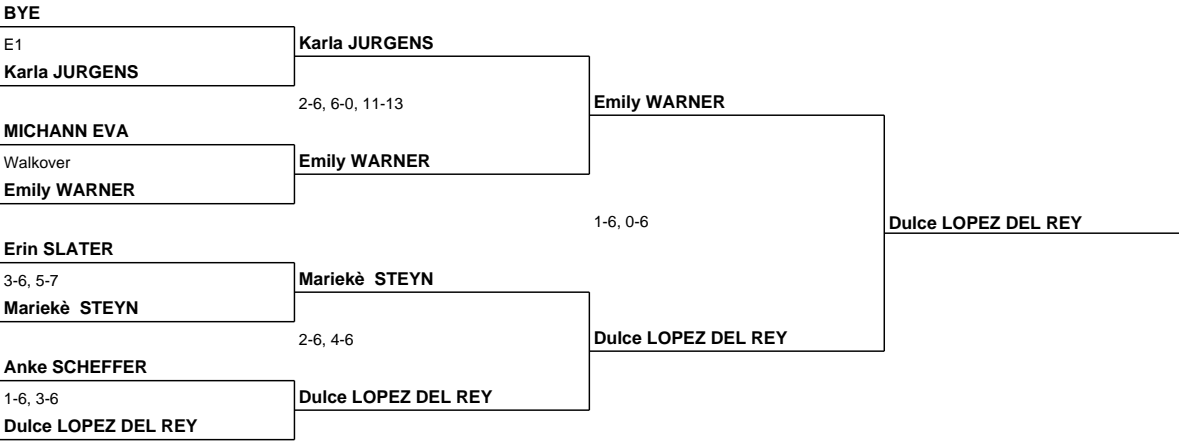 BYE
E1
Karla JURGENS
Karla JURGENS
2-6, 6-0, 11-13
Emily WARNER
MICHANN EVA
Walkover
Emily WARNER
Emily WARNER
1-6, 0-6
Dulce LOPEZ DEL REY
Erin SLATER
3-6, 5-7
Mariekè  STEYN
Mariekè  STEYN
2-6, 4-6
Dulce LOPEZ DEL REY
Anke SCHEFFER
1-6, 3-6
Dulce LOPEZ DEL REY
Dulce LOPEZ DEL REY